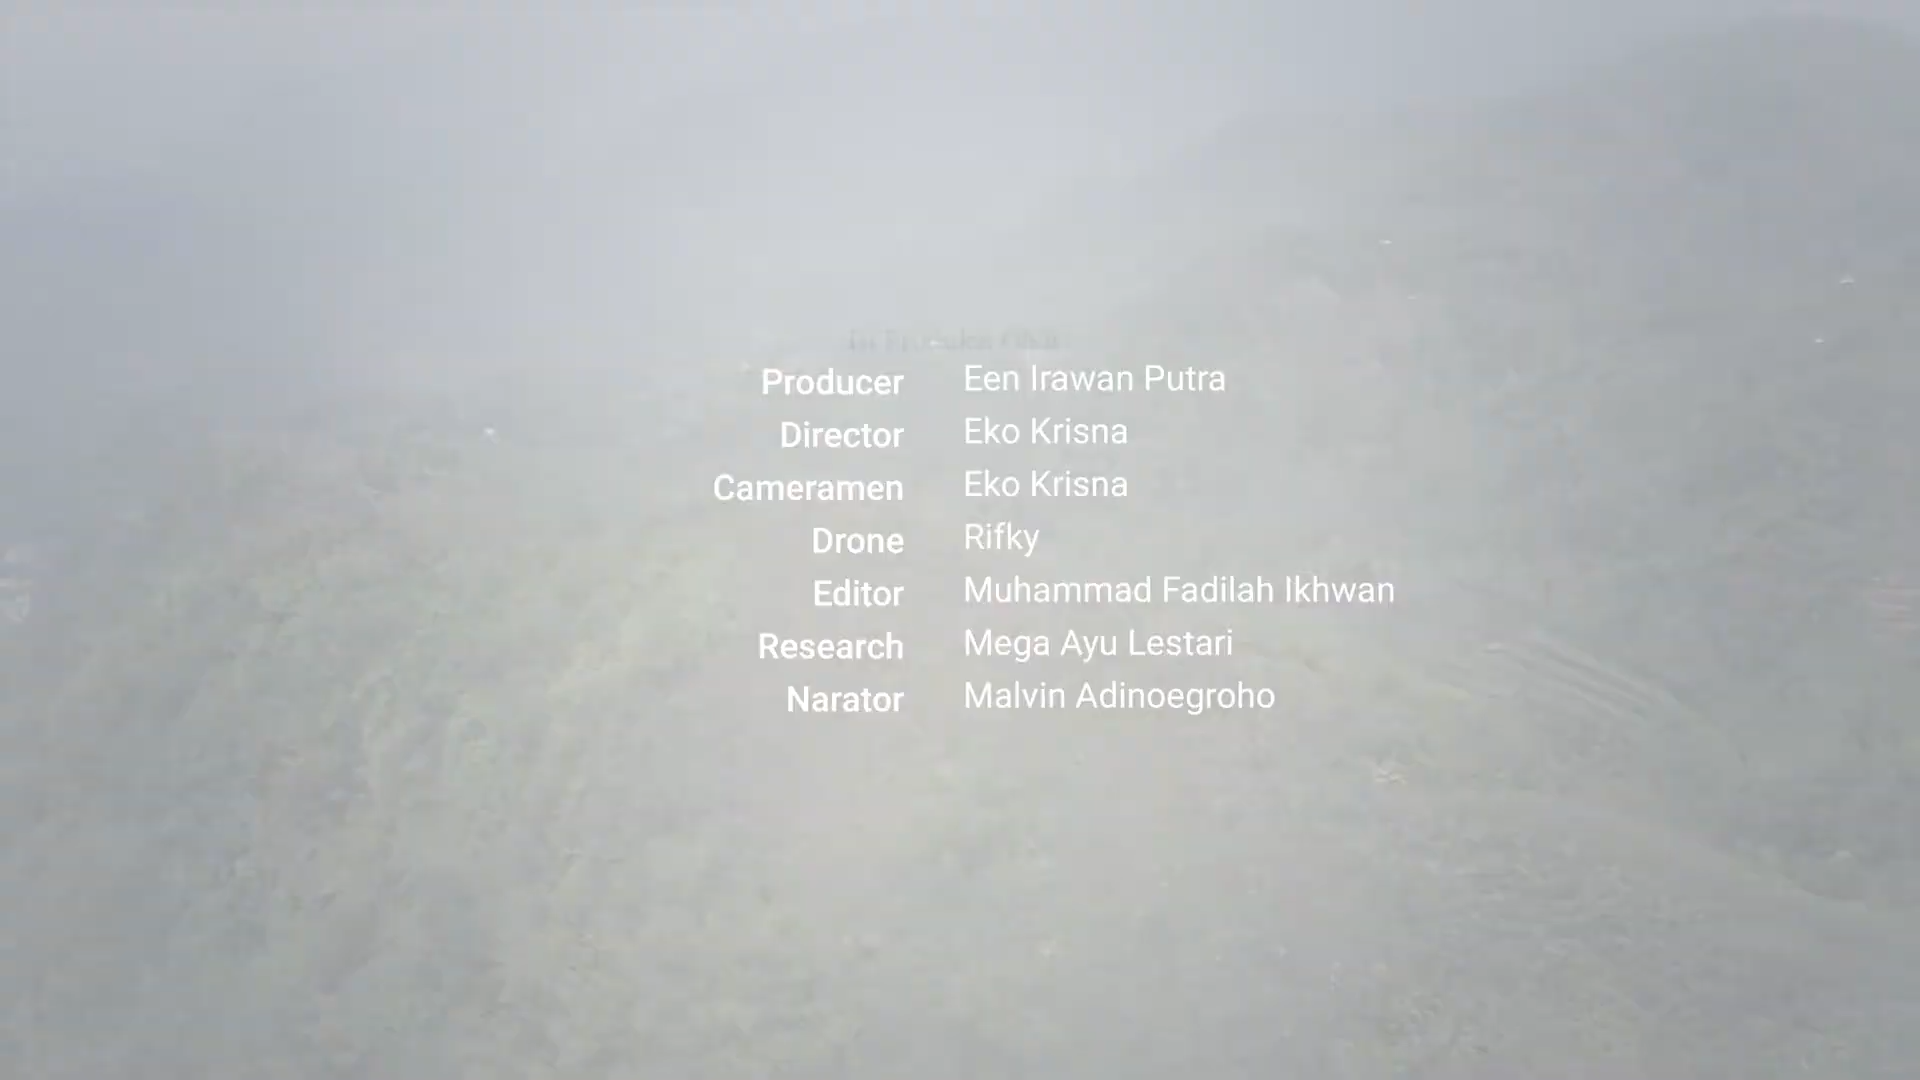 Producer Een Irawan Putra
Director Eko Krisna
Cameramen Eko Krisna
Drone Rifky
Editor Muhammad Fadilah Ikhwan
Research Mega Ayu Lestari
Narator Malvin Adinoegroho